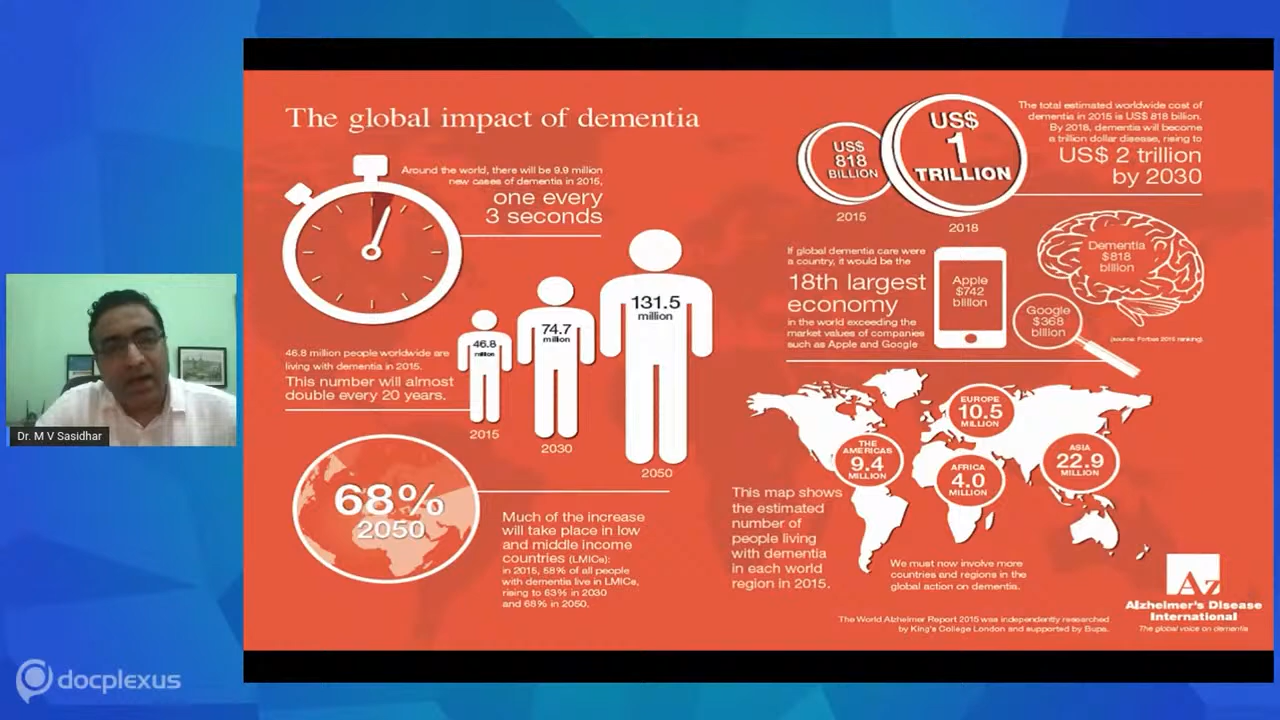 The global impact of dementia
Around the world, there will be 9.9 million
new cases of dementia in 2015,
one every
3 seconds
46.8 million people worldwide are
living with dementia in 2015.
This number will almost
double every 20 years.
46.8
million
2015
74.7
million
2030
131.5
million
2050
68%
2050
Much of the increase
will take place in low
and middle income
countries (LMICs):
in 2015, 58% of all people
with dementia live in LMICs,
rising to 63% in 2030
and 68% in 2050.
US$
818
BILLION
2015
US$
1
TRILLION
2018
The total estimated worldwide cost of
dementia in 2015 is US$ 818 billion.
By 2018, dementia will become
a trillion dollar disease, rising to
US$ 2 trillion
by 2030
If global dementia care were
a country, it would be the
18th largest
economy
in the world exceeding the
market values of companies
such as Apple and Google
Apple
$742
billion
Google
$368
billion
Dementia
$818
billion
(source: Forbes 2015 ranking)
EUROPE
10.5
MILLION
THE
AMERICAS
9.4
MILLION
AFRICA
4.0
MILLION
ASIA
22.9
MILLION
This map shows
the estimated
number of
people living
with dementia
in each world
region in 2015.
We must now involve more
countries and regions in the
global action on dementia.
The World Alzheimer Report 2015 was independently researched
by King's College London and supported by Bupa.
Alzheimer's Disease
International
The global voice on dementia
Dr. M V Sasidhar
docplexus